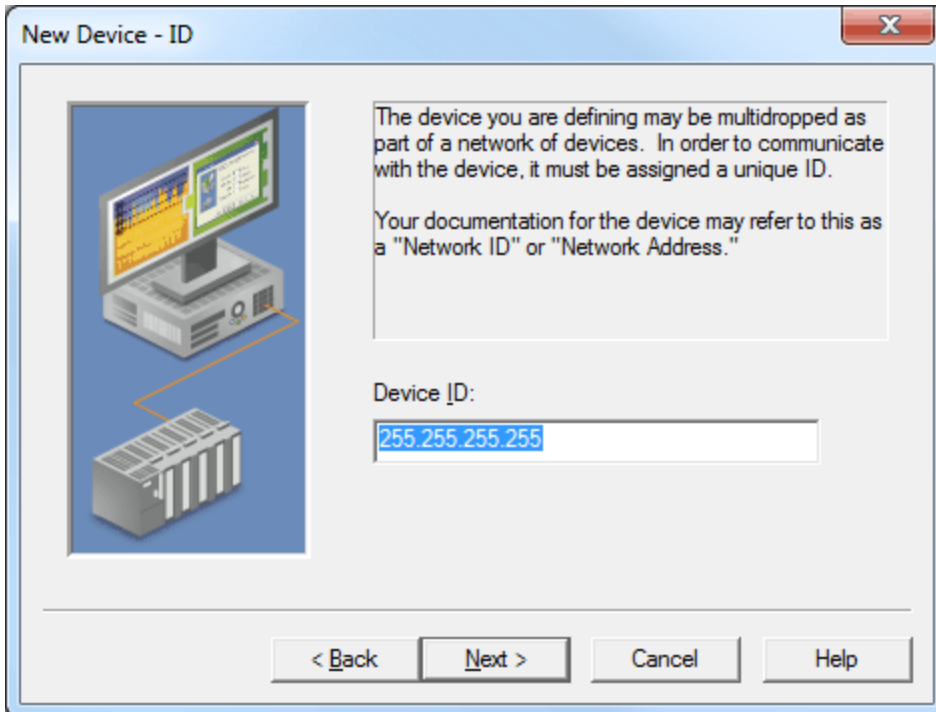 New Device - ID
The device you are defining may be multidropped as
part of a network of devices.  In order to communicate
with the device, it must be assigned a unique ID.
Your documentation for the device may refer to this as
a "Network ID" or "Network Address."
Device ID:
255.255.255.255
< Back
Next >
Cancel
Help